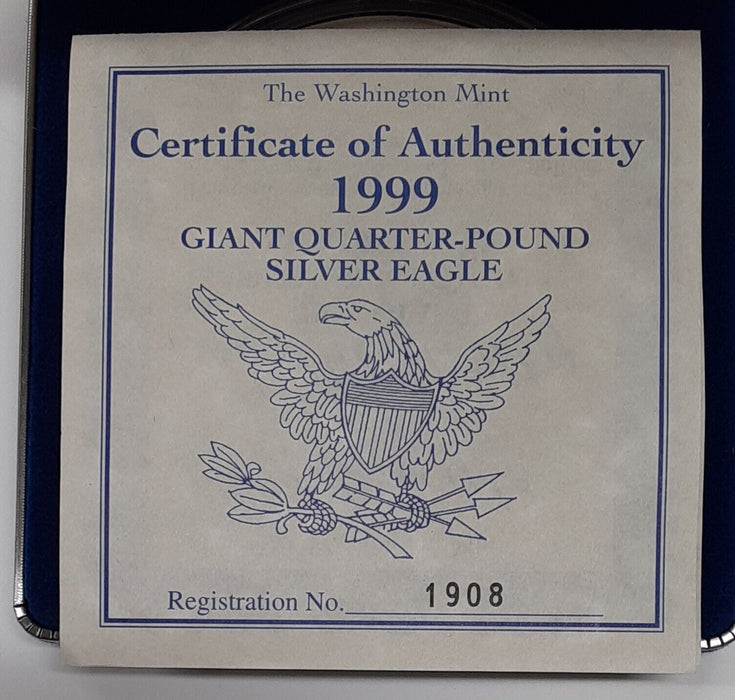 The Washington Mint
Certificate of Authenticity
1999
GIANT QUARTER-POUND
SILVER EAGLE
Registration No. 1908